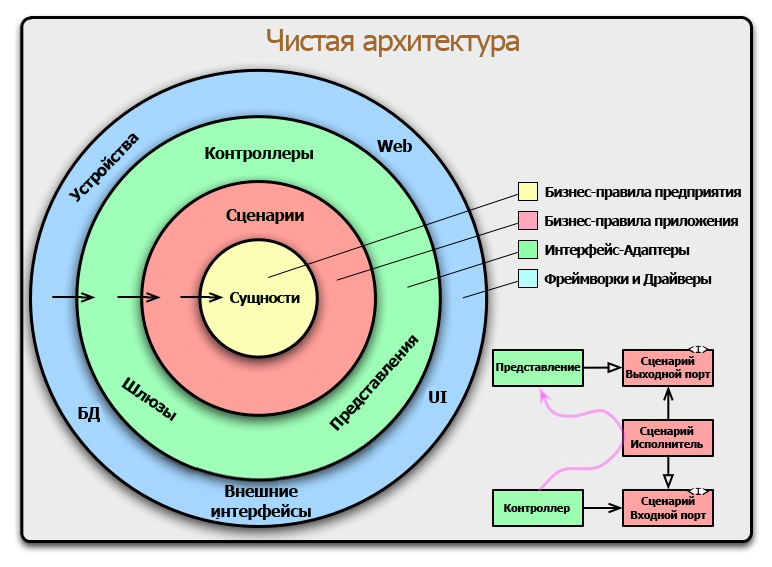 Чистая архитектура
Устройства
Web
Контроллеры
Сценарии
Сущности
Шлюзы
Представления
БД
UI
Внешние
интерфейсы
Бизнес-правила предприятия
Бизнес-правила приложения
Интерфейс-Адаптеры
Фреймворки и Драйверы
Представление
<I>
Сценарий
Выходной порт
Сценарий
Исполнитель
Контроллер
<I>
Сценарий
Входной порт